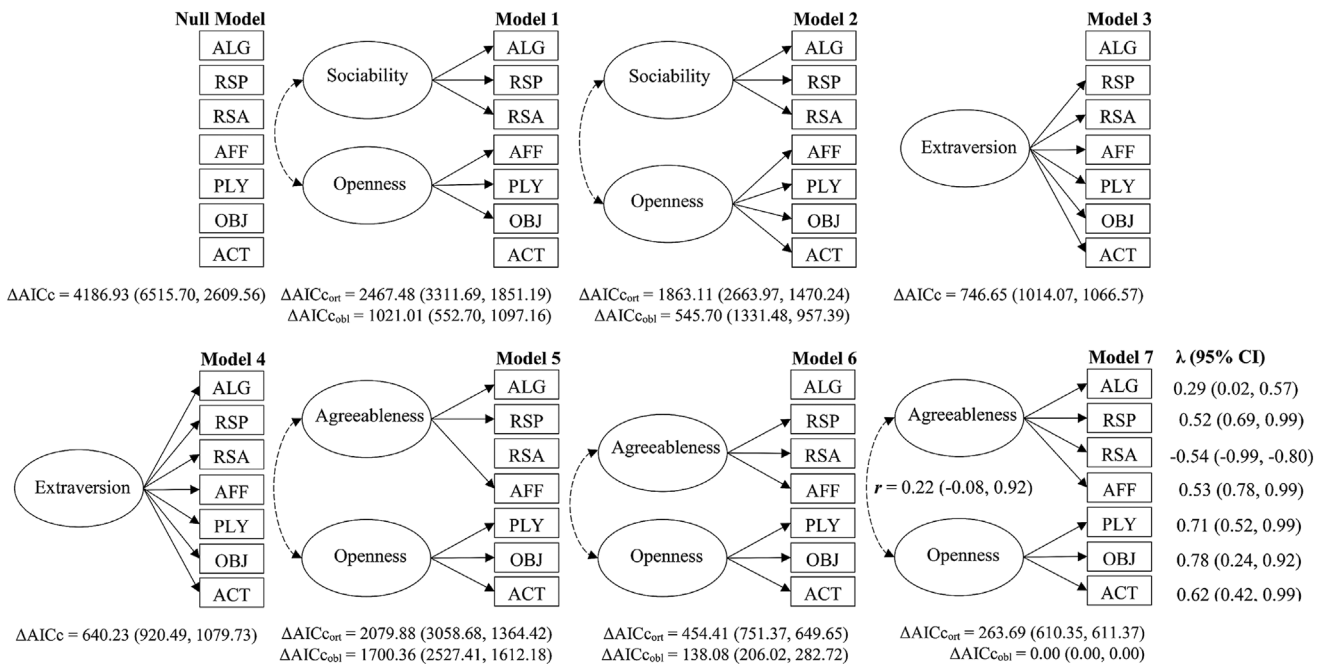 Null Model
ALG
RSP
RSA
AFF
PLY
OBJ
ACT
ΔAICc = 4186.93 (6515.70, 2609.56)
Model 1
Sociability
Openness
ALG
RSP
RSA
AFF
PLY
OBJ
ACT
ΔAICc_ort = 2467.48 (3311.69, 1851.19)
ΔAICc_obl = 1021.01 (552.70, 1097.16)
Model 2
Sociability
Openness
ALG
RSP
RSA
AFF
PLY
OBJ
ACT
ΔAICc_ort = 1863.11 (2663.97, 1470.24)
ΔAICc_obl = 545.70 (1331.48, 957.39)
Model 3
Extraversion
ALG
RSP
RSA
AFF
PLY
OBJ
ACT
ΔAICc = 746.65 (1014.07, 1066.57)
Model 4
Extraversion
ALG
RSP
RSA
AFF
PLY
OBJ
ACT
ΔAICc = 640.23 (920.49, 1079.73)
Model 5
Agreeableness
Openness
ALG
RSP
RSA
AFF
PLY
OBJ
ACT
ΔAICc_ort = 2079.88 (3058.68, 1364.42)
ΔAICc_obl = 1700.36 (2527.41, 1612.18)
Model 6
Agreeableness
Openness
ALG
RSP
RSA
AFF
PLY
OBJ
ACT
ΔAICc_ort = 454.41 (751.37, 649.65)
ΔAICc_obl = 138.08 (206.02, 282.72)
Model 7 λ (95% CI)
Agreeableness
r = 0.22 (-0.08, 0.92)
Openness
ALG 0.29 (0.02, 0.57)
RSP 0.52 (0.69, 0.99)
RSA -0.54 (-0.99, -0.80)
AFF 0.53 (0.78, 0.99)
PLY 0.71 (0.52, 0.99)
OBJ 0.78 (0.24, 0.92)
ACT 0.62 (0.42, 0.99)
ΔAICc_ort = 263.69 (610.35, 611.37)
ΔAICc_obl = 0.00 (0.00, 0.00)